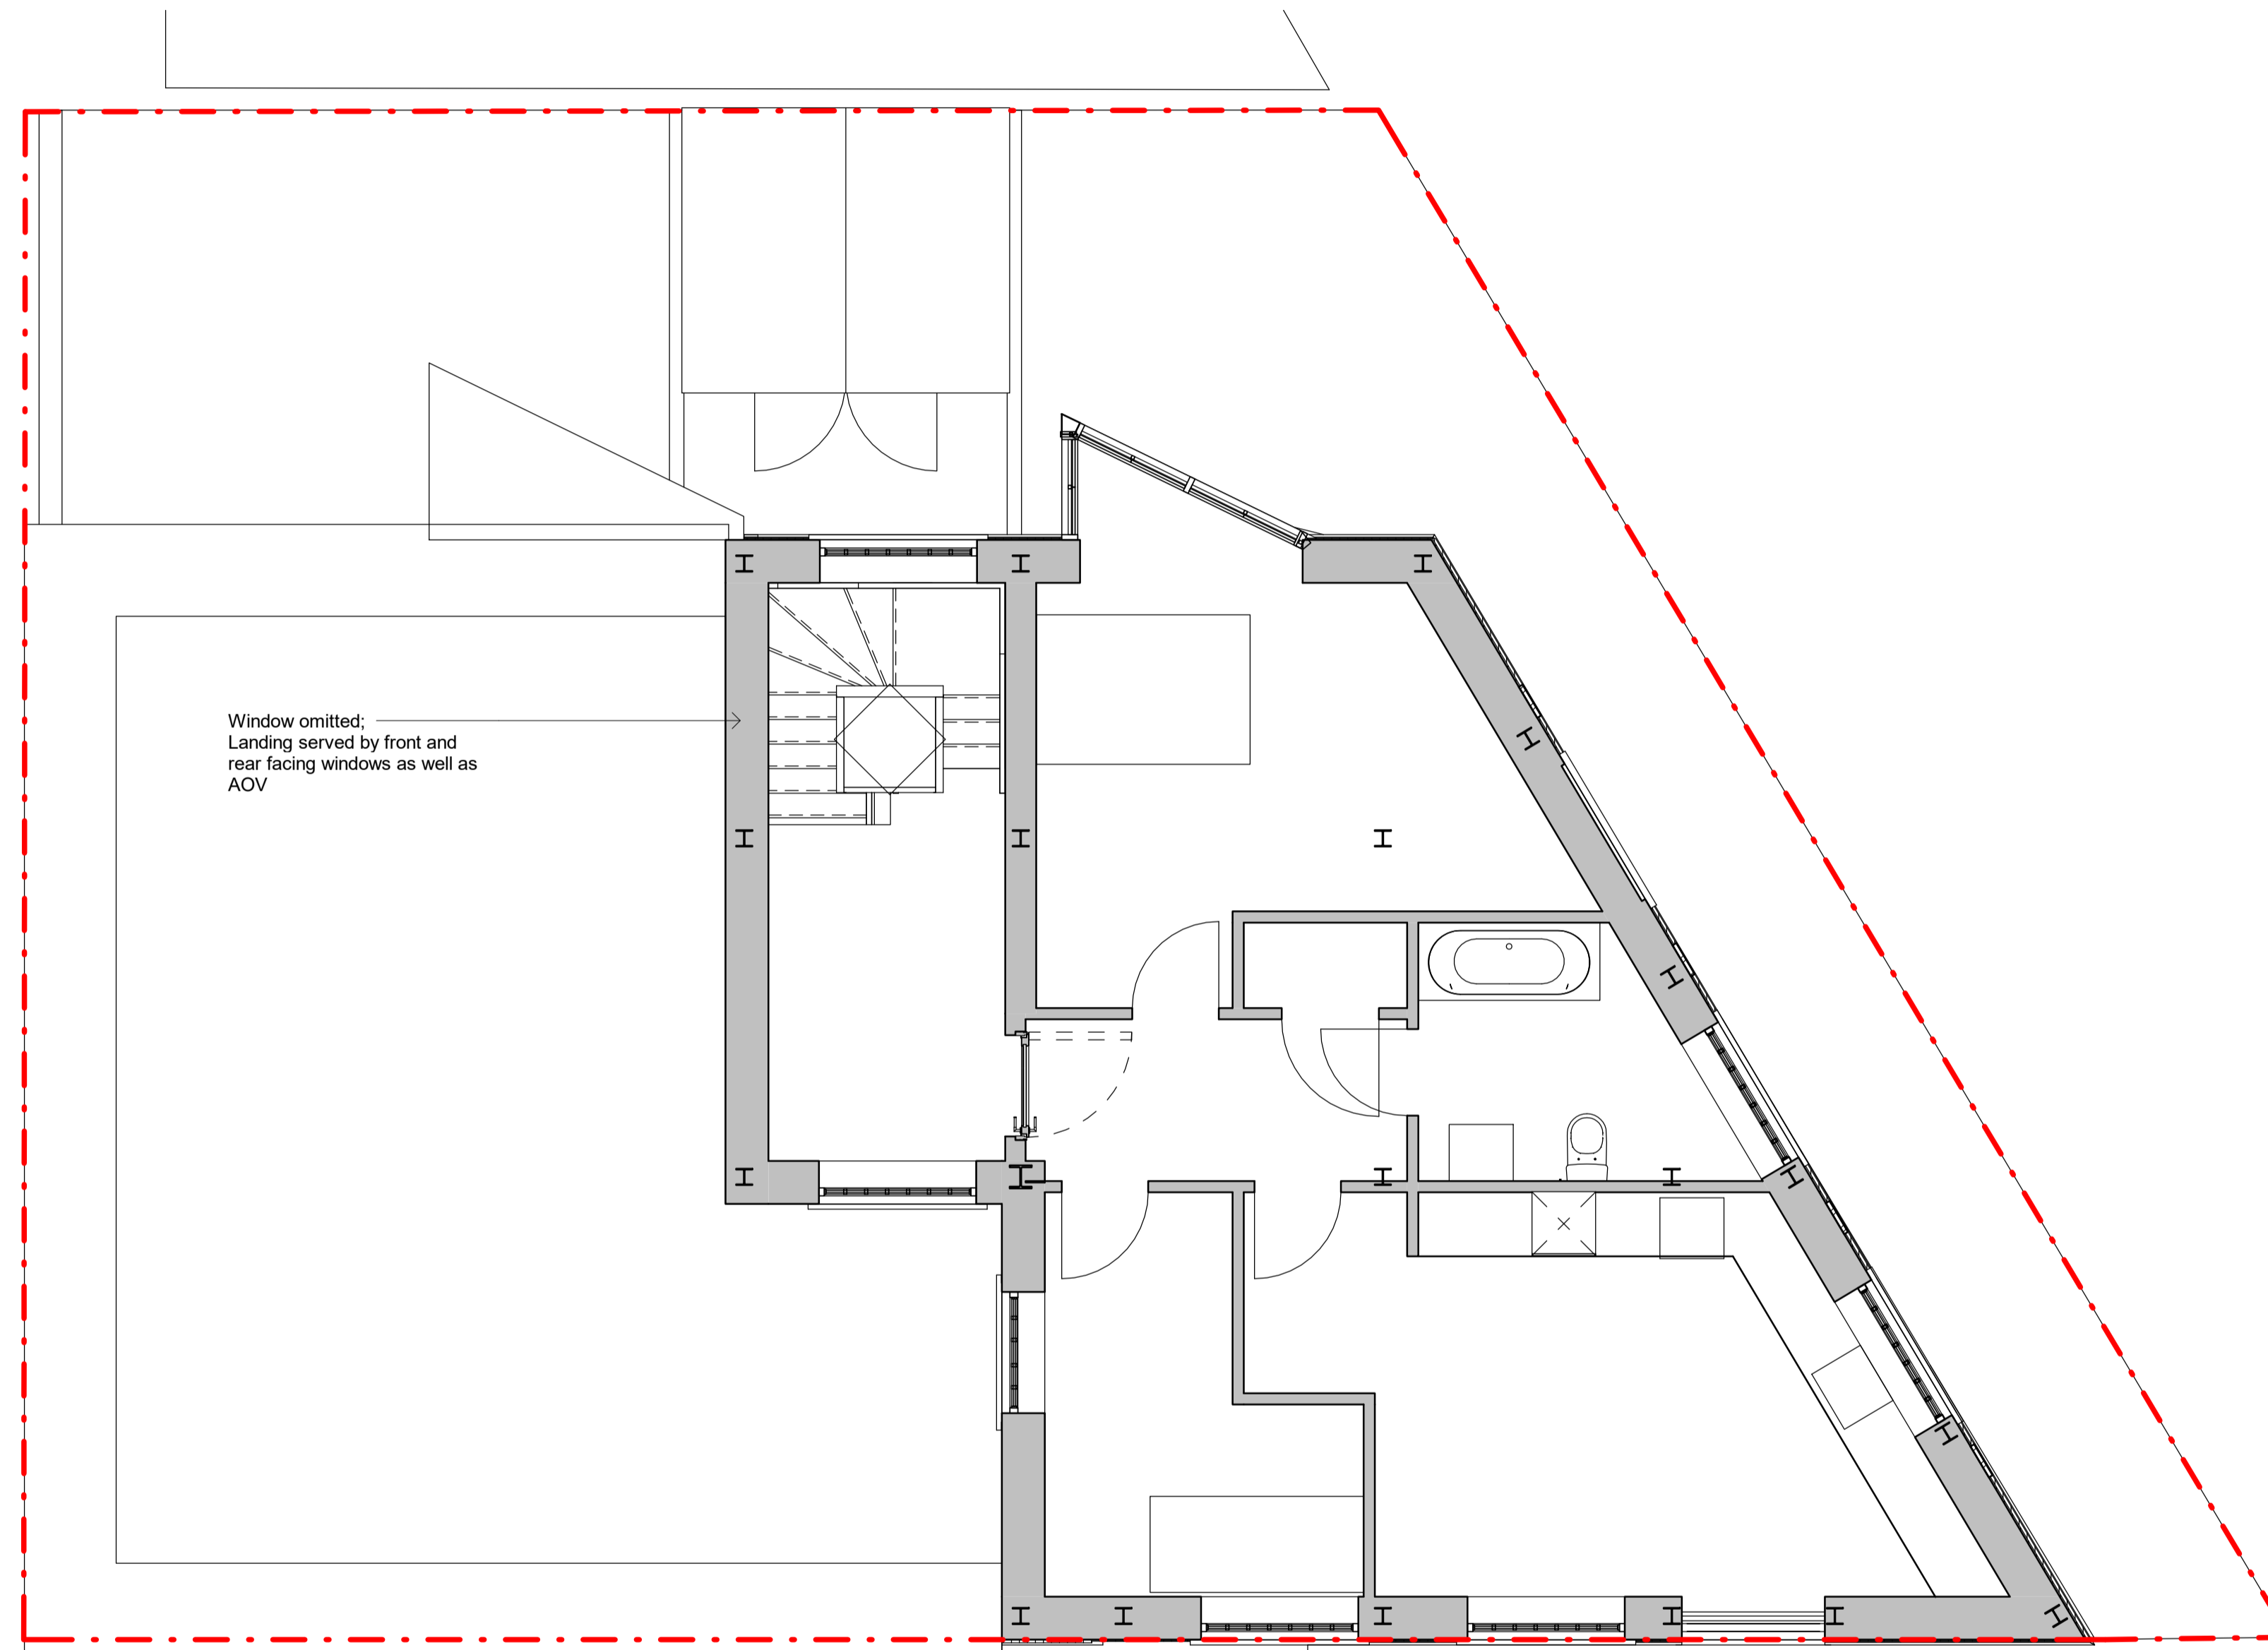 Window omitted;
Landing served by front and
rear facing windows as well as
AOV